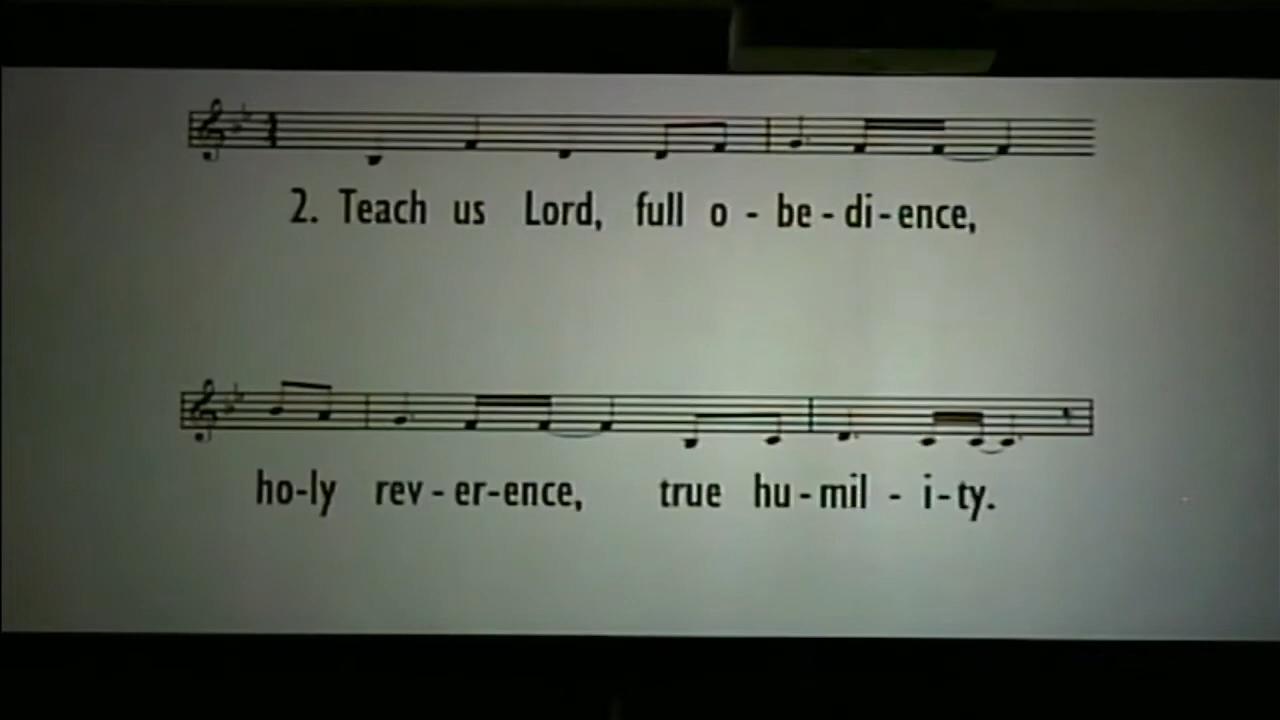 2. Teach us Lord, full o - be - di - ence,
ho-ly rev - er-ence, true hu - mil - i-ty.